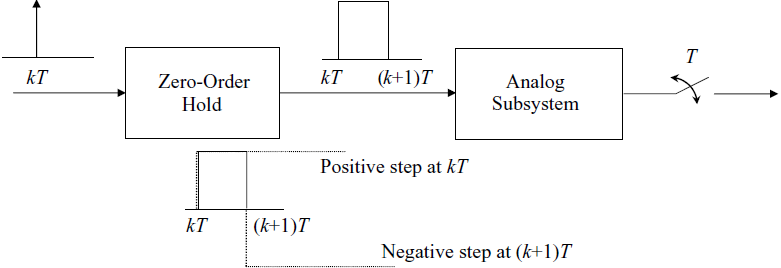 T
kT
Zero-Order
Hold
kT
(k+1)T
Analog
Subsystem
Positive step at kT
kT
(k+1)T
Negative step at (k+1)T